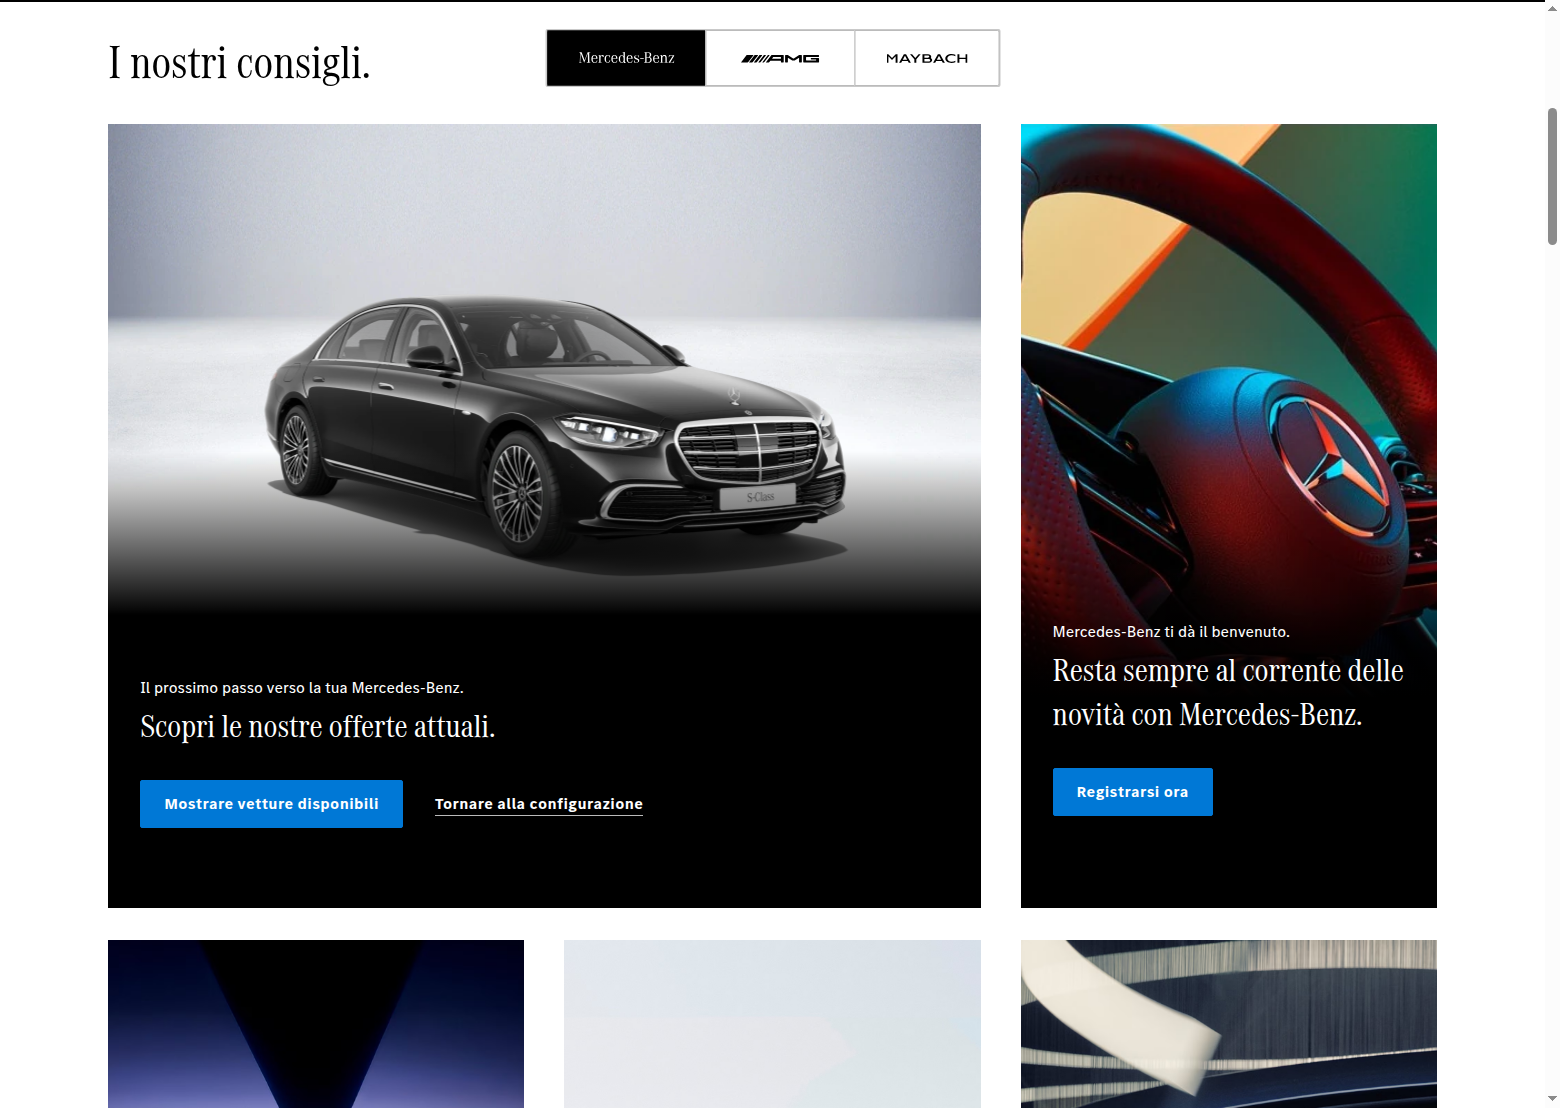 I nostri consigli.
Mercedes-Benz
AMG
MAYBACH
S-Class
Il prossimo passo verso la tua Mercedes-Benz.
Scopri le nostre offerte attuali.
Mostrare vetture disponibili
Tornare alla configurazione
Mercedes-Benz ti dà il benvenuto.
Resta sempre al corrente delle
novità con Mercedes-Benz.
Registrarsi ora